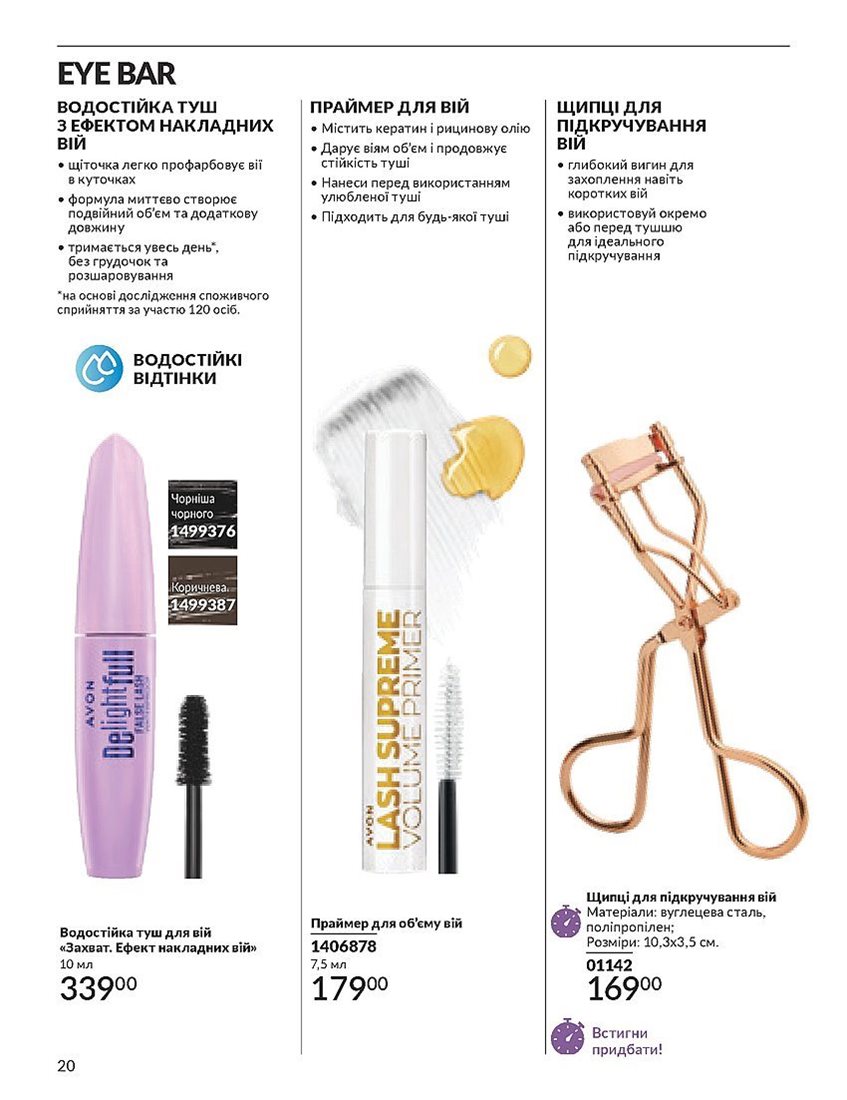 EYE BAR
ВОДОСТІЙКА ТУШ
З ЕФЕКТОМ НАКЛАДНИХ
ВІЙ
• щіточка легко профарбовує вії
в куточках
• формула миттєво створює
подвійний об'єм та додаткову
довжину
• тримається увесь день*,
без грудочок та
розшаровування
*на основі дослідження споживчого
сприйняття за участю 120 осіб.
ВОДОСТІЙКІ
ВІДТІНКИ
Чорніша
чорного
1499376
Коричнева
1499387
AVON
Delightfull
FALSE LASH
Водостійка туш для вій
«Захват. Ефект накладних вій»
10 мл
33900
ПРАЙМЕР ДЛЯ ВІЙ
• Містить кератин і рицинову олію
• Дарує віям об'єм і продовжує
стійкість туші
• Нанеси перед використанням
улюбленої туші
• Підходить для будь-якої туші
AVON
LASH SUPREME
VOLUME PRIMER
Праймер для об'єму вій
1406878
7,5 мл
17900
ЩИПЦІ ДЛЯ
ПІДКРУЧУВАННЯ
ВІЙ
• глибокий вигин для
захоплення навіть
коротких вій
• використовуй окремо
або перед тушшю
для ідеального
підкручування
Щипці для підкручування вій
Матеріали: вуглецева сталь,
поліпропілен;
Розміри: 10,3х3,5 см.
01142
16900
Встигни
придбати!
20